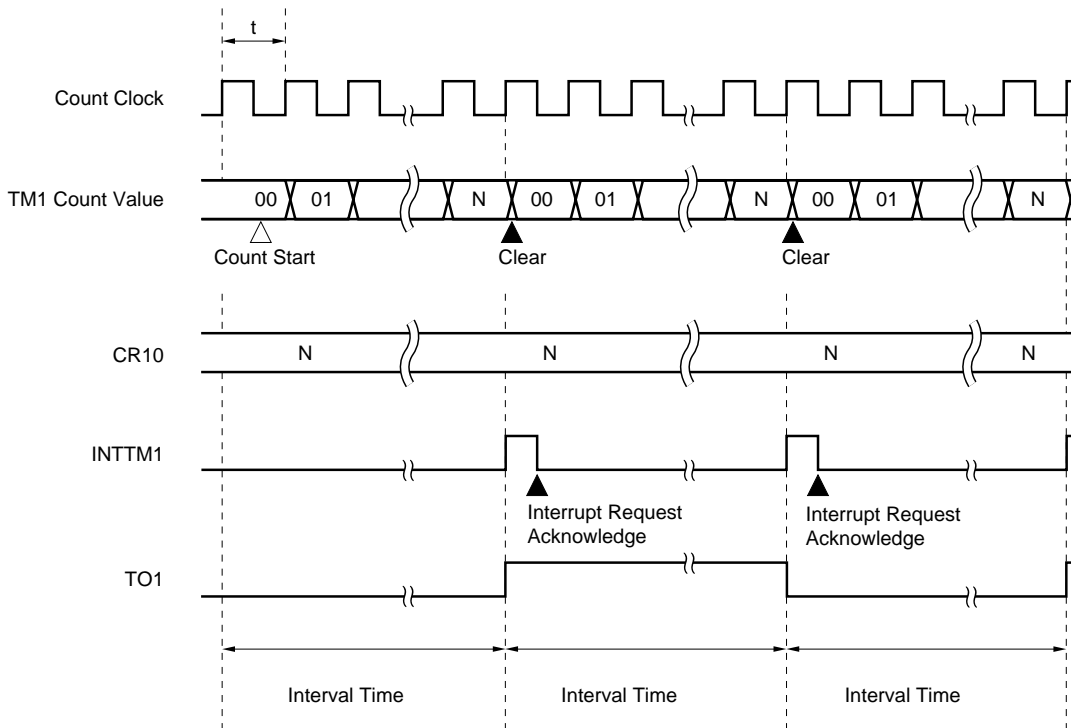 t
Count Clock
TM1 Count Value
00 01 N 00 01 N 00 01 N
Count Start
Clear
Clear
CR10
N N N N
INTTM1
Interrupt Request
Acknowledge
Interrupt Request
Acknowledge
TO1
Interval Time Interval Time Interval Time